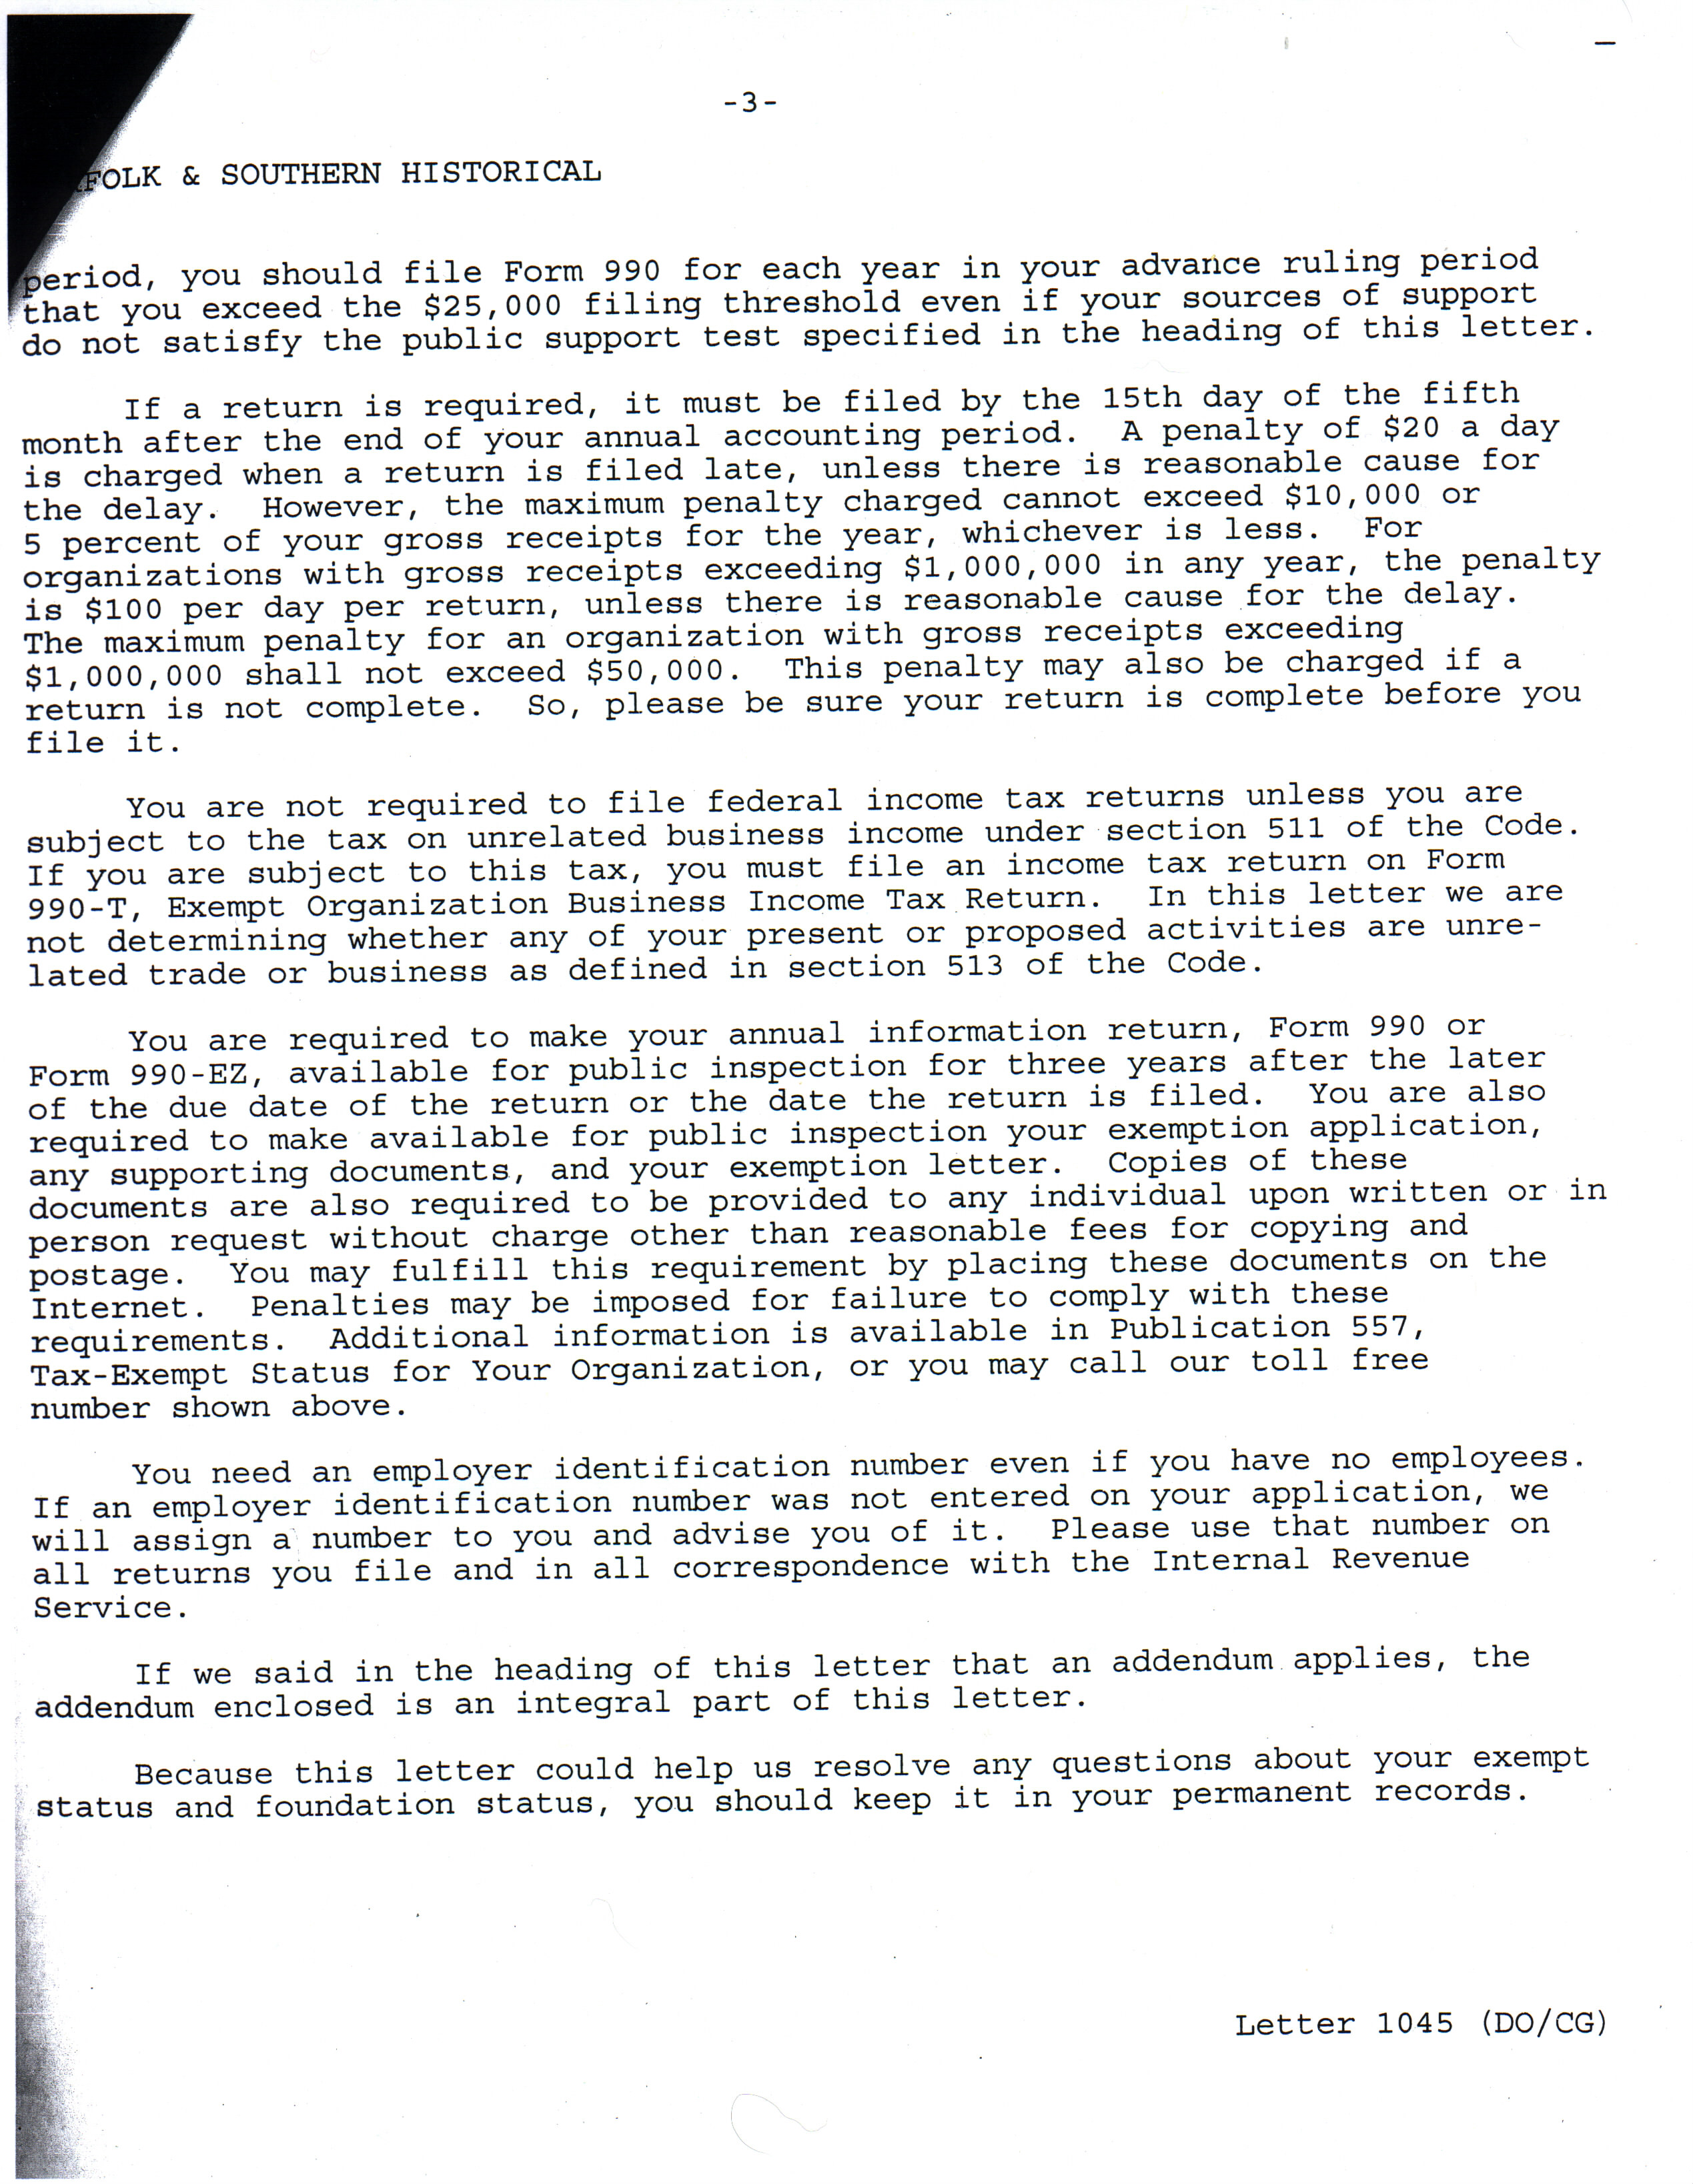 -3-
FOLK & SOUTHERN HISTORICAL
period, you should file Form 990 for each year in your advance ruling period
that you exceed the $25,000 filing threshold even if your sources of support
do not satisfy the public support test specified in the heading of this letter.
If a return is required, it must be filed by the 15th day of the fifth
month after the end of your annual accounting period. A penalty of $20 a day
is charged when a return is filed late, unless there is reasonable cause for
the delay. However, the maximum penalty charged cannot exceed $10,000 or
5 percent of your gross receipts for the year, whichever is less. For
organizations with gross receipts exceeding $1,000,000 in any year, the penalty
is $100 per day per return, unless there is reasonable cause for the delay.
The maximum penalty for an organization with gross receipts exceeding
$1,000,000 shall not exceed $50,000. This penalty may also be charged if a
return is not complete. So, please be sure your return is complete before you
file it.
You are not required to file federal income tax returns unless you are
subject to the tax on unrelated business income under section 511 of the Code.
If you are subject to this tax, you must file an income tax return on Form
990-T, Exempt Organization Business Income Tax Return. In this letter we are
not determining whether any of your present or proposed activities are unre-
lated trade or business as defined in section 513 of the Code.
You are required to make your annual information return, Form 990 or
Form 990-EZ, available for public inspection for three years after the later
of the due date of the return or the date the return is filed. You are also
required to make available for public inspection your exemption application,
any supporting documents, and your exemption letter. Copies of these
documents are also required to be provided to any individual upon written or in
person request without charge other than reasonable fees for copying and
postage. You may fulfill this requirement by placing these documents on the
Internet. Penalties may be imposed for failure to comply with these
requirements. Additional information is available in Publication 557,
Tax-Exempt Status for Your Organization, or you may call our toll free
number shown above.
You need an employer identification number even if you have no employees.
If an employer identification number was not entered on your application, we
will assign a number to you and advise you of it. Please use that number on
all returns you file and in all correspondence with the Internal Revenue
Service.
If we said in the heading of this letter that an addendum applies, the
addendum enclosed is an integral part of this letter.
Because this letter could help us resolve any questions about your exempt
status and foundation status, you should keep it in your permanent records.
Letter 1045 (DO/CG)